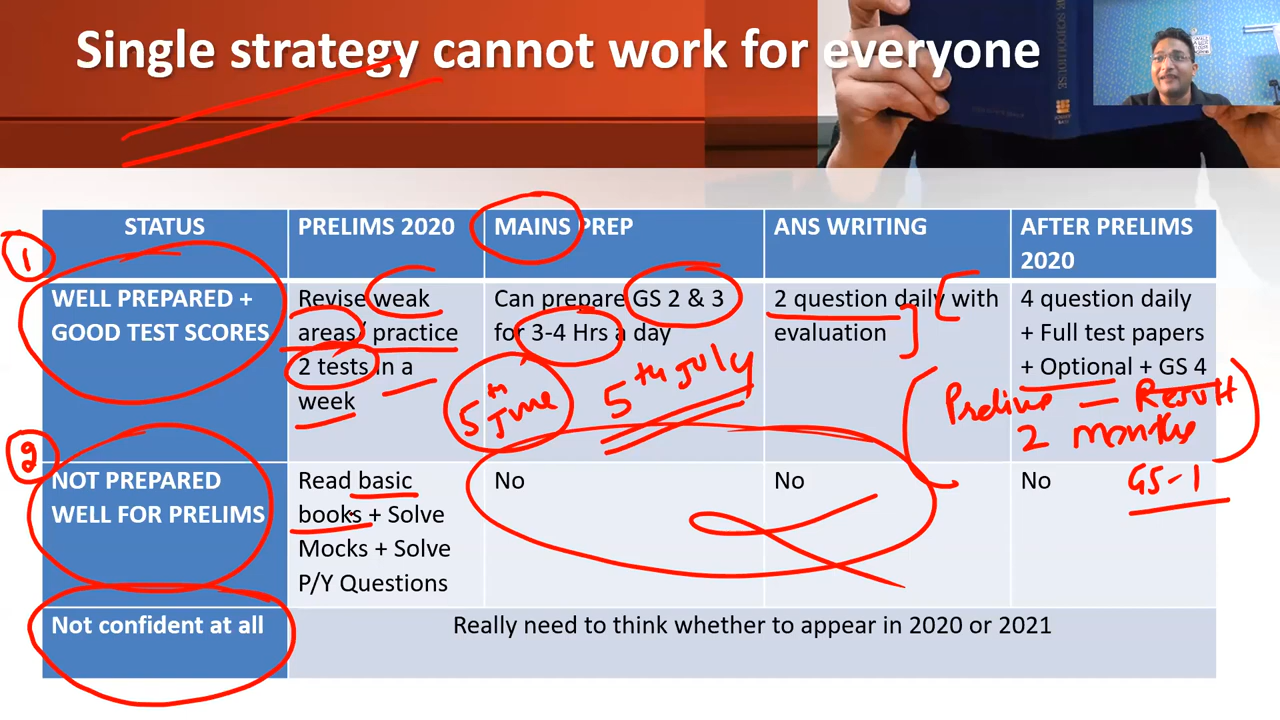 Single strategy cannot work for everyone
STATUS
PRELIMS 2020
MAINS PREP
ANS WRITING
AFTER PRELIMS
2020
1
WELL PREPARED +
GOOD TEST SCORES
Revise weak
areas/ practice
2 tests in a
week
Can prepare GS 2 & 3
for 3-4 Hrs a day
5th June
5th July
2 question daily with
evaluation
4 question daily
+ Full test papers
+ Optional + GS 4
Prelims — Result
2 months
GS-1
2
NOT PREPARED
WELL FOR PRELIMS
Read basic
books + Solve
Mocks + Solve
P/Y Questions
No
No
No
Not confident at all
Really need to think whether to appear in 2020 or 2021